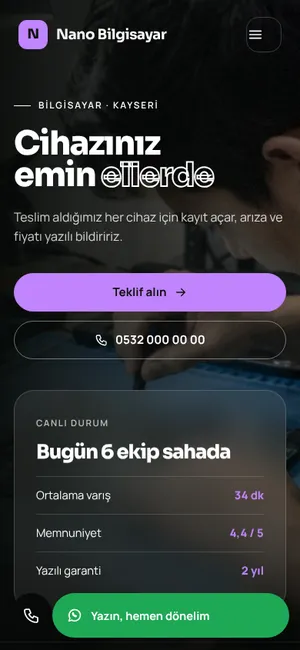 N Nano Bilgisayar
BİLGİSAYAR · KAYSERİ
Cihazınız
emin ellerde
Teslim aldığımız her cihaz için kayıt açar, arıza ve
fiyatı yazılı bildiririz.
Teklif alın →
0532 000 00 00
CANLI DURUM
Bugün 6 ekip sahada
Ortalama varış 34 dk
Memnuniyet 4,4 / 5
Yazılı garanti 2 yıl
Yazın, hemen dönelim